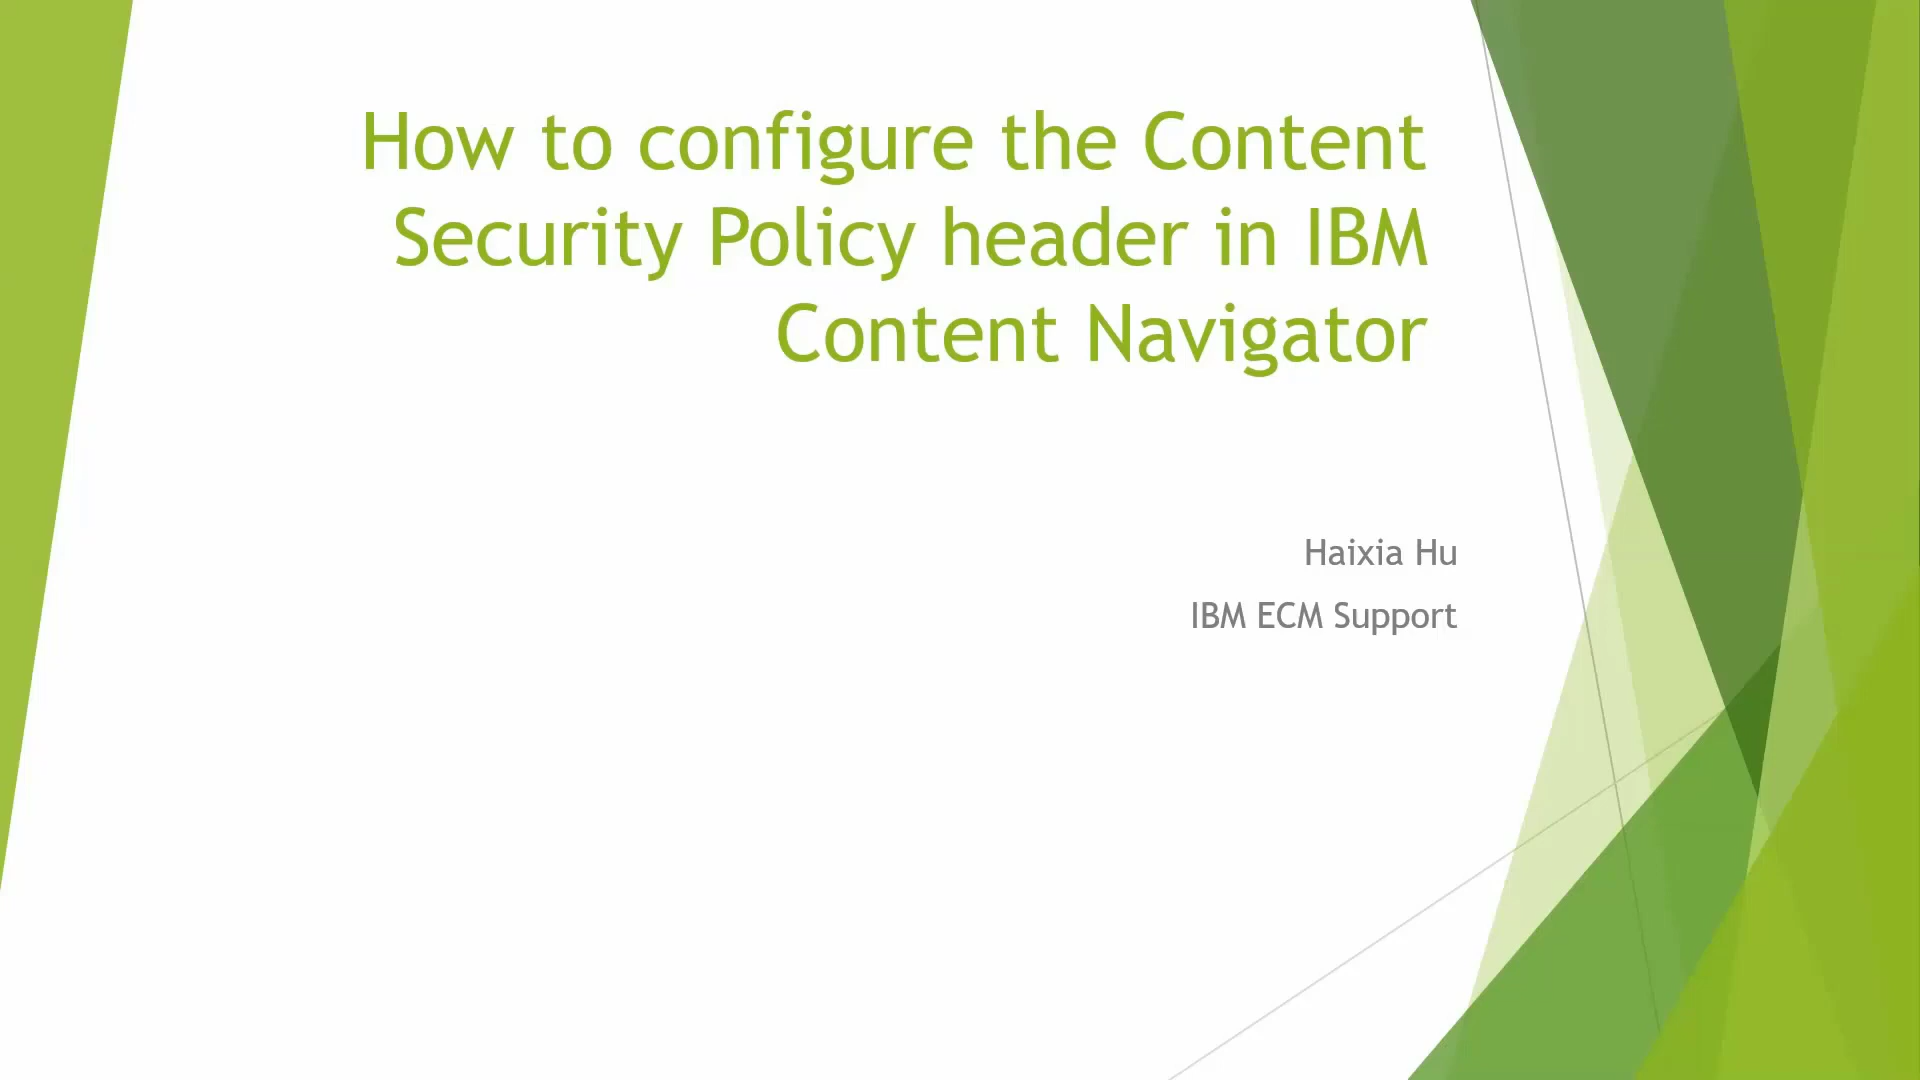 How to configure the Content
Security Policy header in IBM
Content Navigator
Haixia Hu
IBM ECM Support